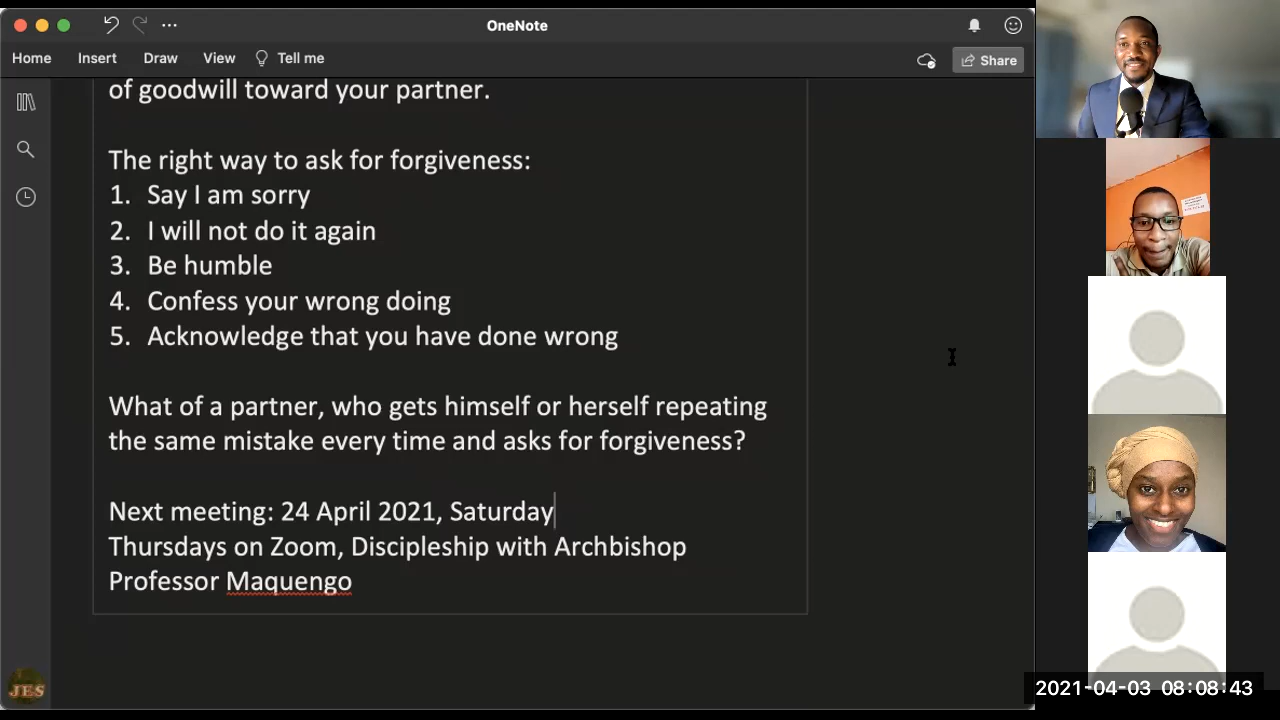 OneNote
Home Insert Draw View Tell me Share
of goodwill toward your partner.
The right way to ask for forgiveness:
1. Say I am sorry
2. I will not do it again
3. Be humble
4. Confess your wrong doing
5. Acknowledge that you have done wrong
What of a partner, who gets himself or herself repeating
the same mistake every time and asks for forgiveness?
Next meeting: 24 April 2021, Saturday
Thursdays on Zoom, Discipleship with Archbishop
Professor Maquengo
JES
2021-04-03 08:08:43